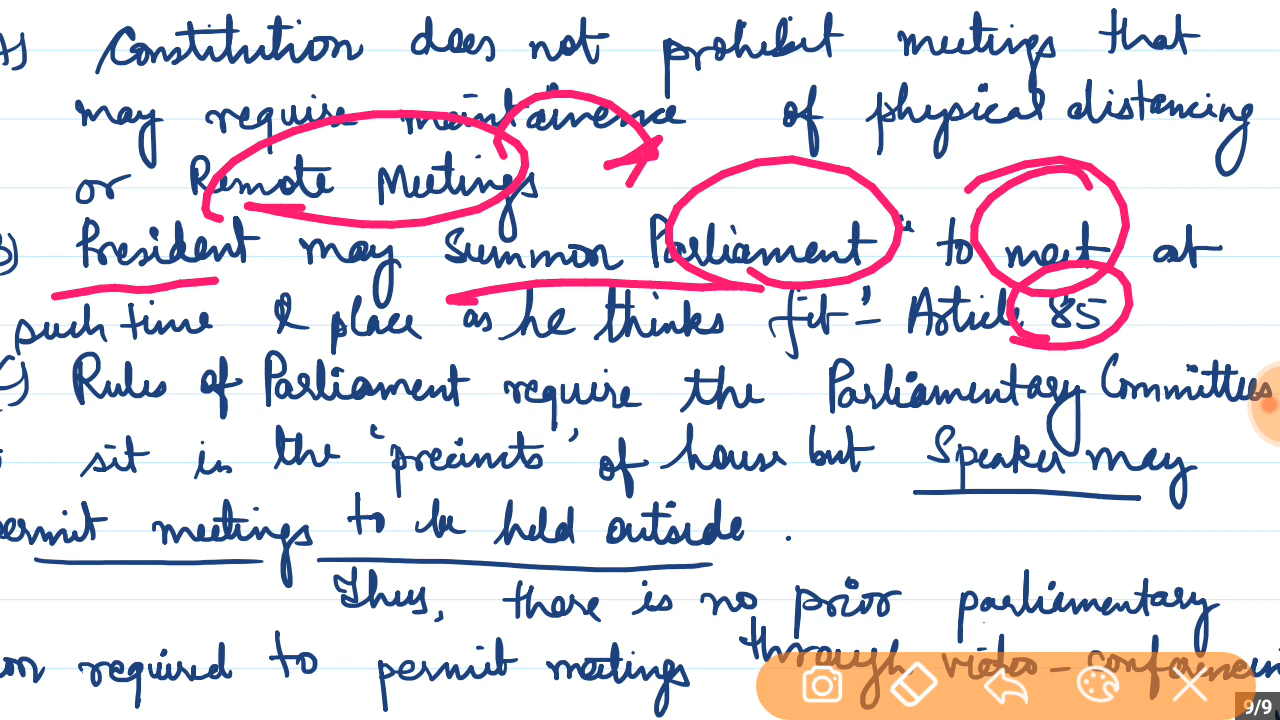 A) Constitution does not prohibit meetings that
may require maintainence of physical distancing
or Remote Meetings
B) President may Summon Parliament" to meet at
such time & place as he thinks fit" - Article 85
C) Rules of Parliament require the Parliamentary Committees
sit in the 'precincts' of house but Speaker may
permit meetings to be held outside.
Thus, there is no prior parliamentary
required to permit meetings through video-conferencin
9/9